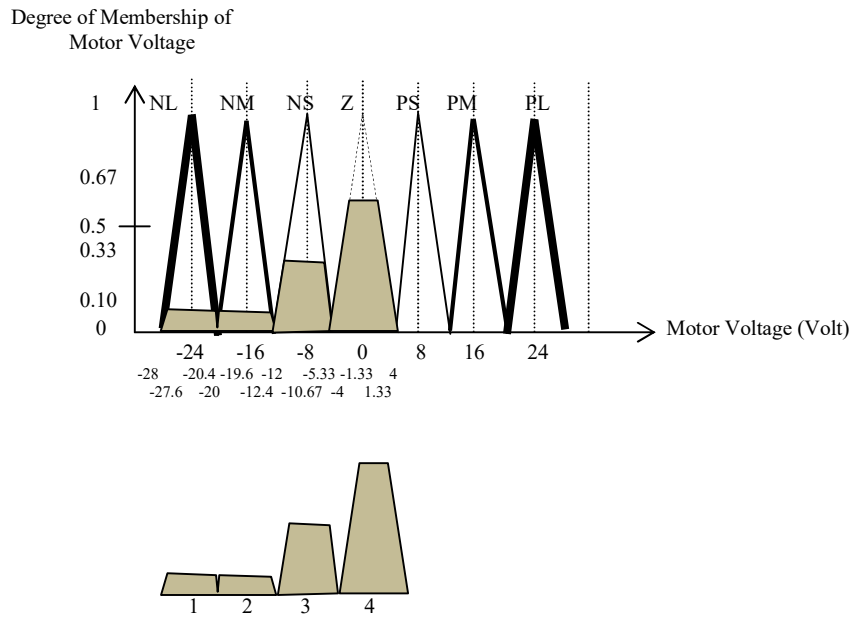 Degree of Membership of
Motor Voltage
1 NL NM NS Z PS PM PL
0.67
0.5
0.33
0.10
0
Motor Voltage (Volt)
-24 -16 -8 0 8 16 24
-28 -20.4 -19.6 -12 -5.33 -1.33 4
-27.6 -20 -12.4 -10.67 -4 1.33
1 2 3 4